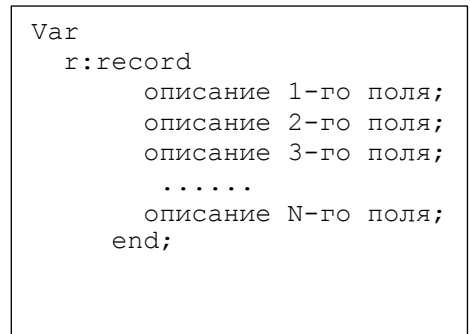 Var
r:record
описание 1-го поля;
описание 2-го поля;
описание 3-го поля;
......
описание N-го поля;
end;